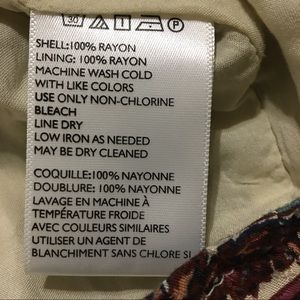 30 P
SHELL:100% RAYON
LINING: 100% RAYON
MACHINE WASH COLD
WITH LIKE COLORS
USE ONLY NON-CHLORINE
BLEACH
LINE DRY
LOW IRON AS NEEDED
MAY BE DRY CLEANED
COQUILLE:100% NAYONNE
DOUBLURE: 100% NAYONNE
LAVAGE EN MACHINE À
TEMPÉRATURE FROIDE
AVEC COULEURS SIMILAIRES
UTILISER UN AGENT DE
BLANCHIMENT SANS CHLORE SI